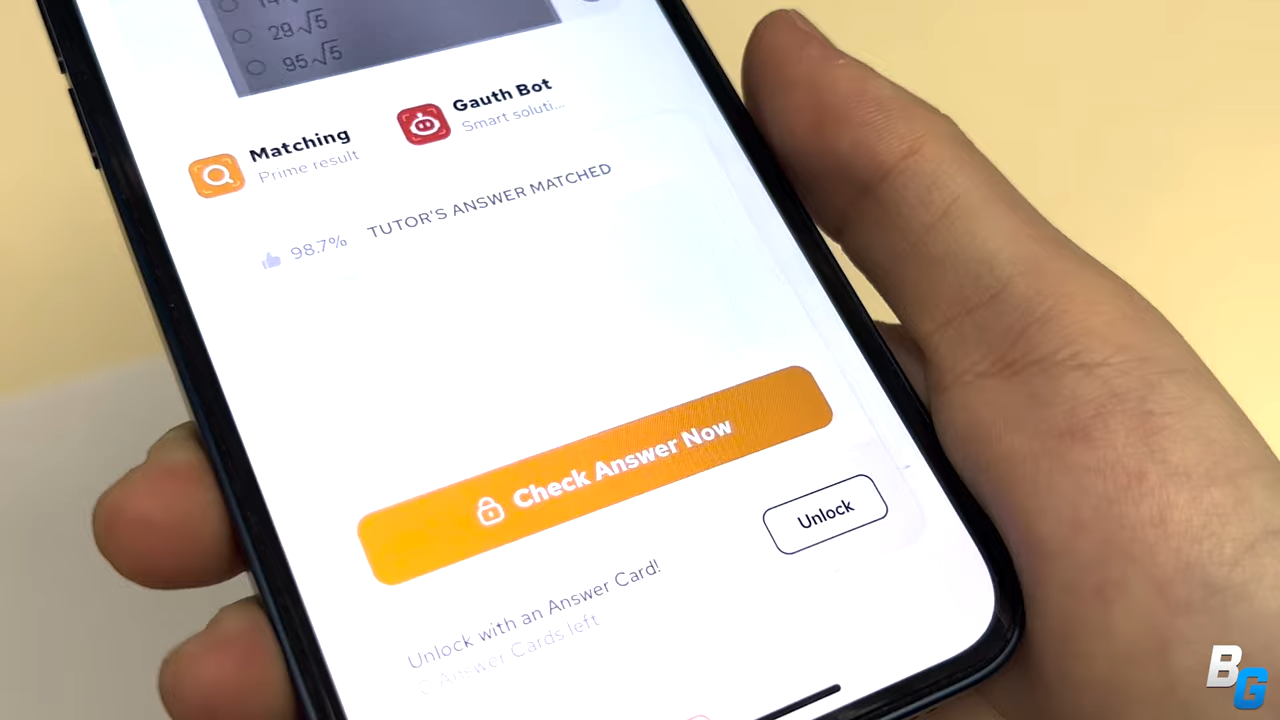 29√5
95√5
Matching
Prime result
Gauth Bot
Smart soluti...
98.7%
TUTOR'S ANSWER MATCHED
Check Answer Now
Unlock
Unlock with an Answer Card!
Answer Cards left
BG